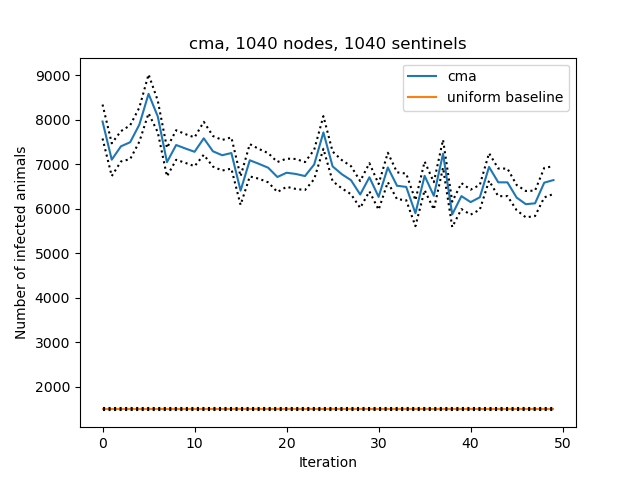 cma, 1040 nodes, 1040 sentinels
cma
uniform baseline
Number of infected animals
9000
8000
7000
6000
5000
4000
3000
2000
0
10
20
30
40
50
Iteration